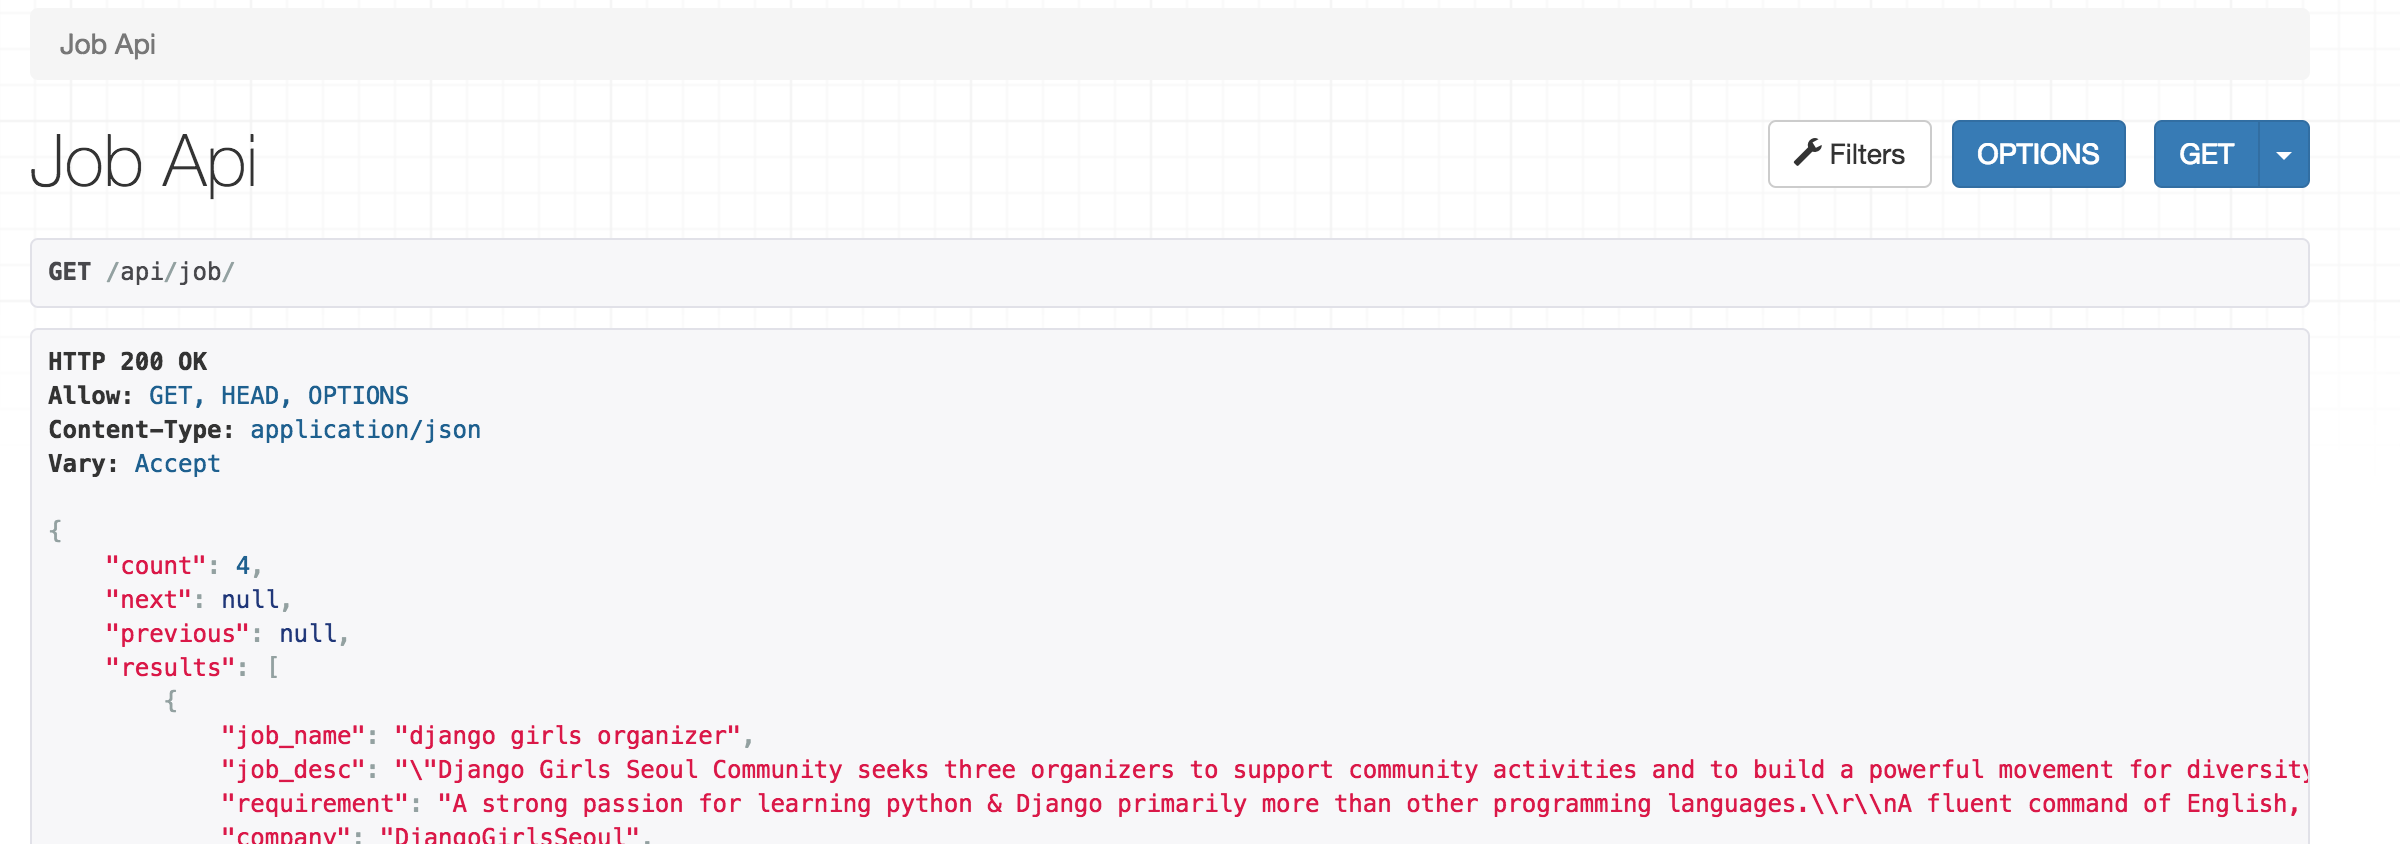 Job Api
Job Api
Filters
OPTIONS
GET
GET /api/job/
HTTP 200 OK
Allow: GET, HEAD, OPTIONS
Content-Type: application/json
Vary: Accept
{
"count": 4,
"next": null,
"previous": null,
"results": [
{
"job_name": "django girls organizer",
"job_desc": "\"Django Girls Seoul Community seeks three organizers to support community activities and to build a powerful movement for diversity
"requirement": "A strong passion for learning python & Django primarily more than other programming languages.\\r\\nA fluent command of English,
"company": "DjangoGirlsSeoul",